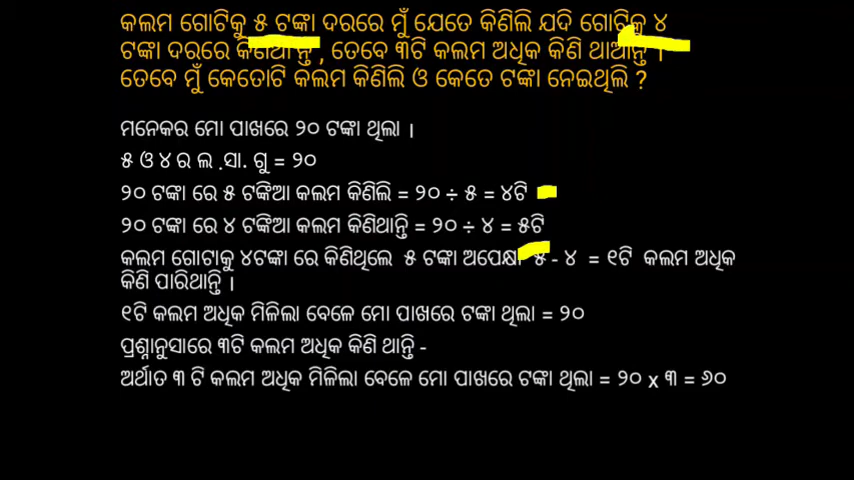 କଲମ ଗୋଟିକୁ ୫ ଟଙ୍କା ଦରରେ ମୁଁ ଯେତେ କିଣିଲି ଯଦି ଗୋଟିକୁ ୪
ଟଙ୍କା ଦରରେ କିଣିଥାନ୍ତି , ତେବେ ୩ଟି କଲମ ଅଧିକ କିଣି ଥାଆନ୍ତି ।
ତେବେ ମୁଁ କେତୋଟି କଲମ କିଣିଲି ଓ କେତେ ଟଙ୍କା ନେଇଥିଲି ?
ମନେକର ମୋ ପାଖରେ ୨୦ ଟଙ୍କା ଥିଲା ।
୫ ଓ ୪ ର ଲ .ସା. ଗୁ = ୨୦
୨୦ ଟଙ୍କା ରେ ୫ ଟଙ୍କିଆ କଲମ କିଣିଲି = ୨୦ ÷ ୫ = ୪ଟି
୨୦ ଟଙ୍କା ରେ ୪ ଟଙ୍କିଆ କଲମ କିଣିଥାନ୍ତି = ୨୦ ÷ ୪ = ୫ଟି
କଲମ ଗୋଟାକୁ ୪ଟଙ୍କା ରେ କିଣିଥିଲେ ୫ ଟଙ୍କା ଅପେକ୍ଷା ୫ - ୪ = ୧ଟି କଲମ ଅଧିକ
କିଣି ପାରିଥାନ୍ତି ।
୧ଟି କଲମ ଅଧିକ ମିଳିଲା ବେଳେ ମୋ ପାଖରେ ଟଙ୍କା ଥିଲା = ୨୦
ପ୍ରଶ୍ନାନୁସାରେ ୩ଟି କଲମ ଅଧିକ କିଣି ଥାନ୍ତି -
ଅର୍ଥାତ ୩ ଟି କଲମ ଅଧିକ ମିଳିଲା ବେଳେ ମୋ ପାଖରେ ଟଙ୍କା ଥିଲା = ୨୦ x ୩ = ୬୦